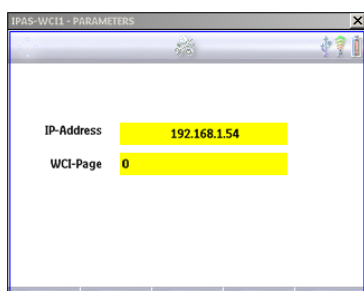 IPAS-WCI1 - PARAMETERS
IP-Address 192.168.1.54
WCI-Page 0